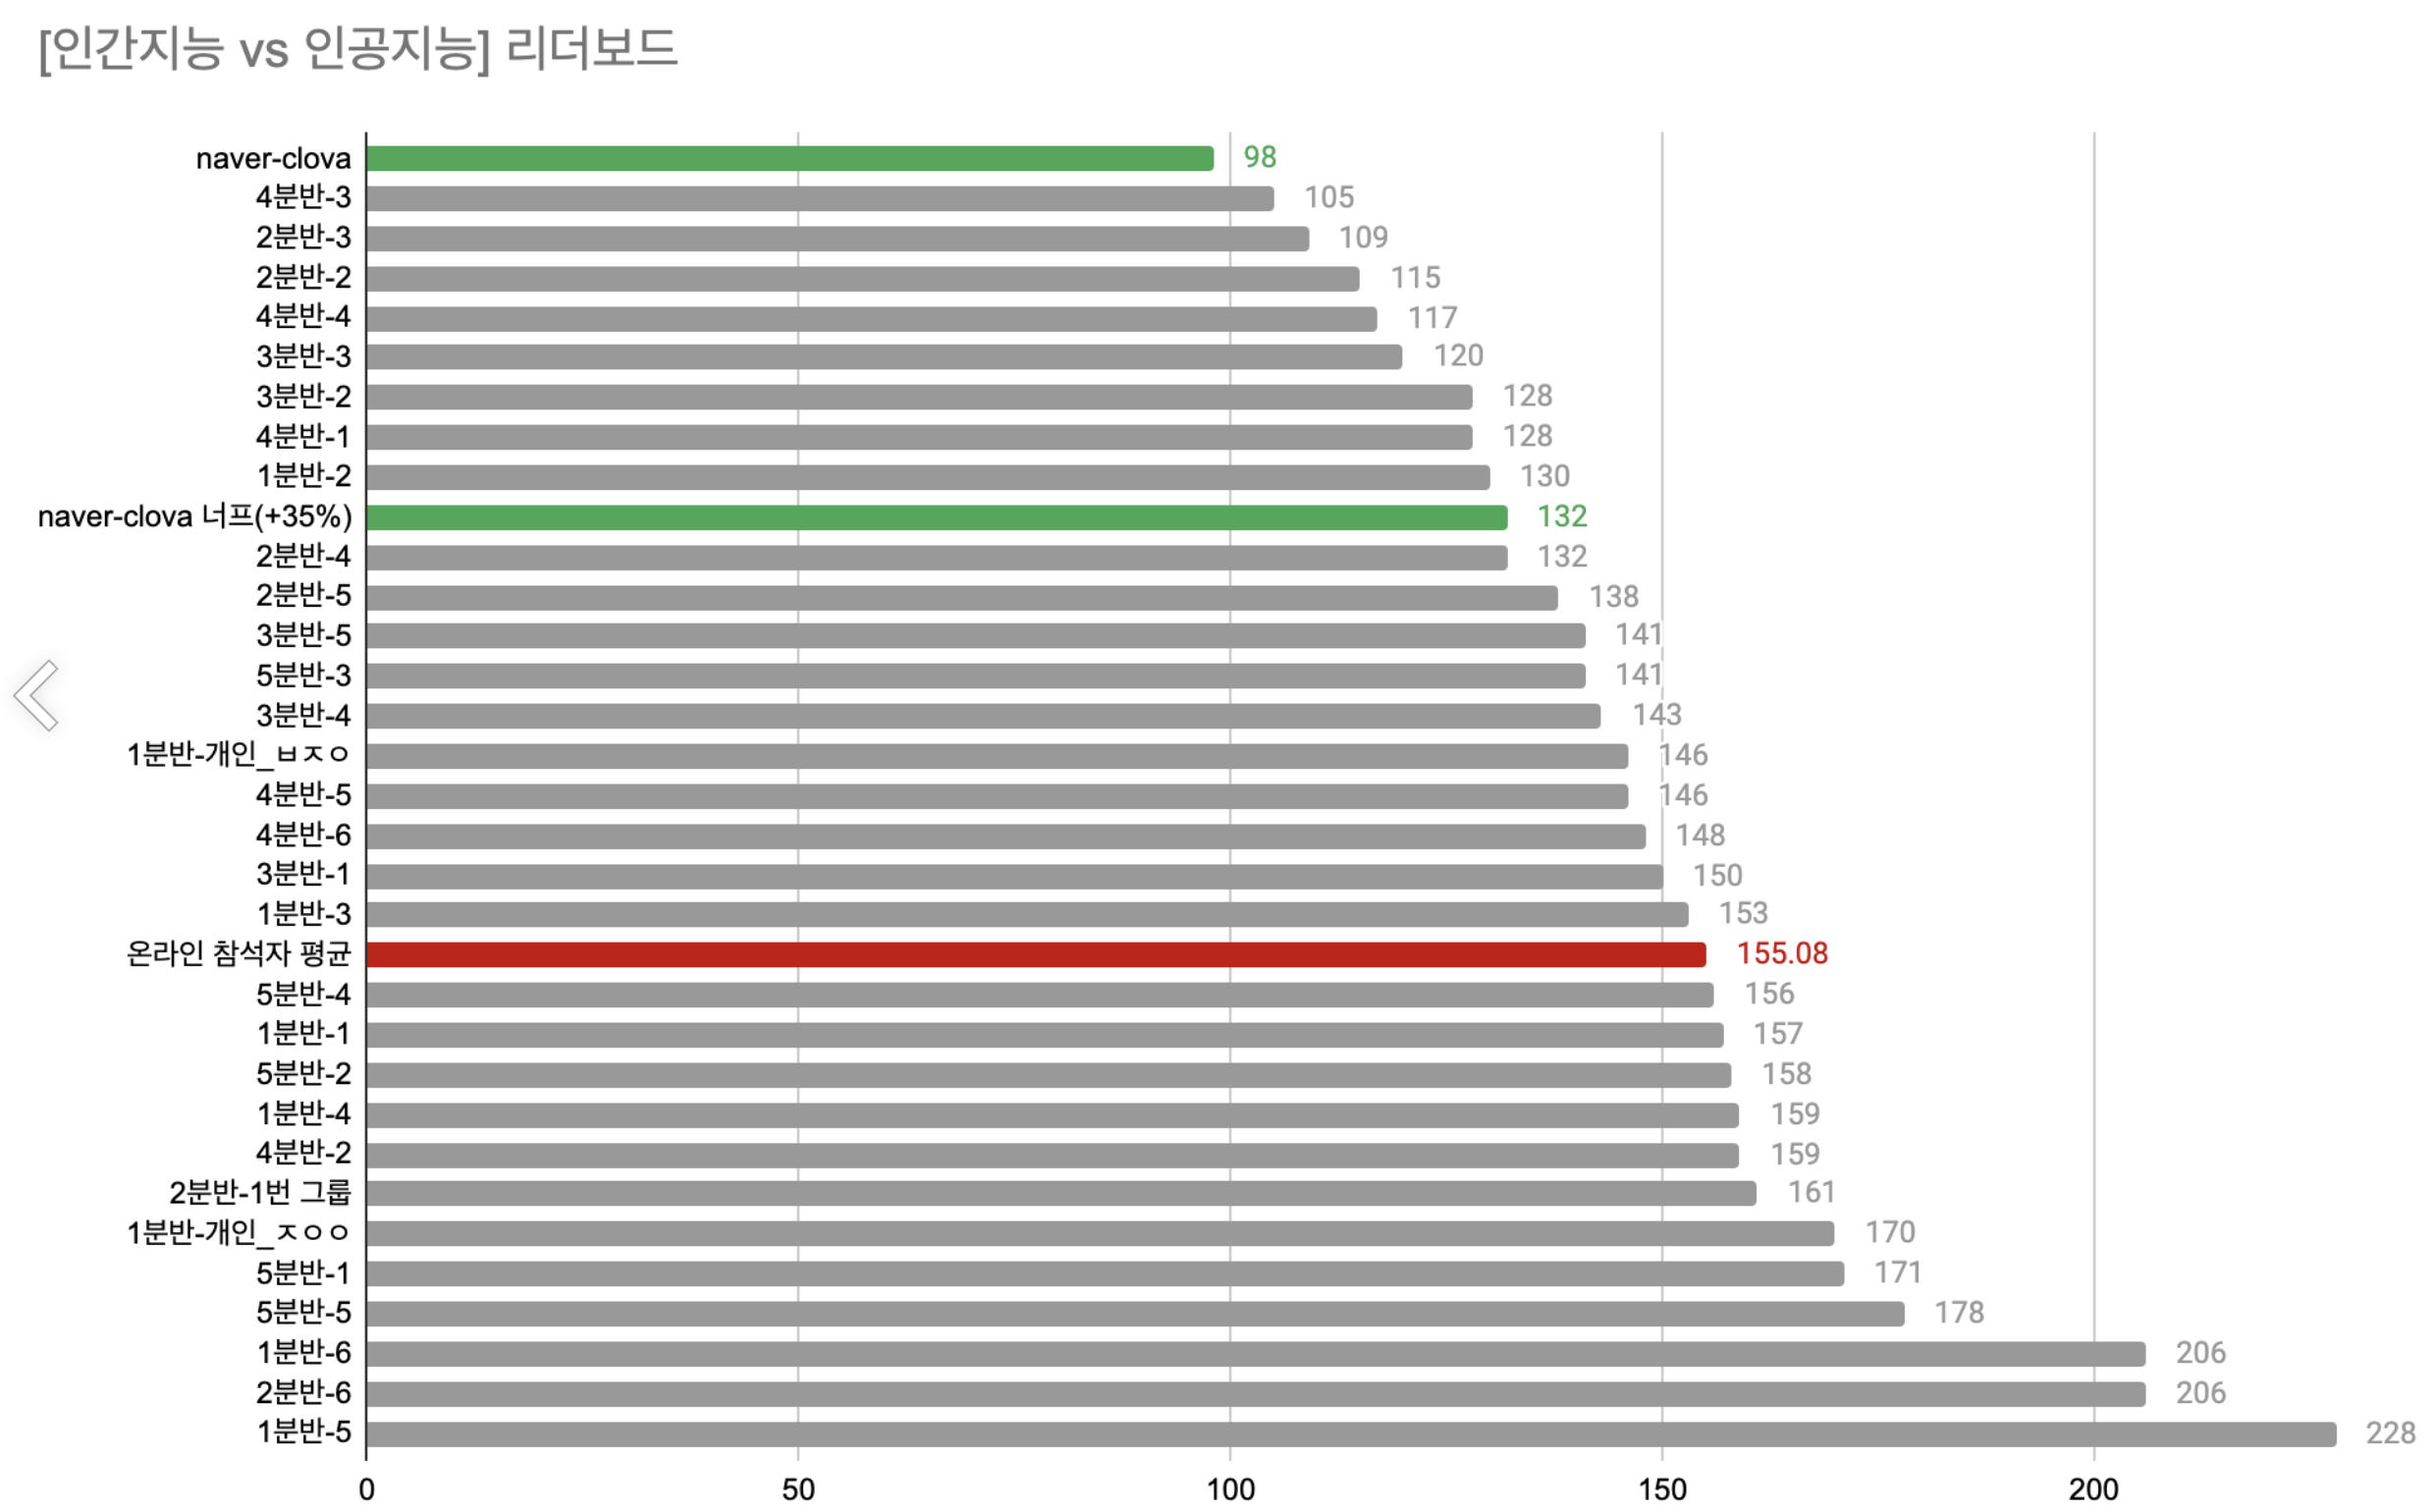 [인간지능 vs 인공지능] 리더보드
naver-clova 98
4분반-3 105
2분반-3 109
2분반-2 115
4분반-4 117
3분반-3 120
3분반-2 128
4분반-1 128
1분반-2 130
naver-clova 너프(+35%) 132
2분반-4 132
2분반-5 138
3분반-5 141
5분반-3 141
3분반-4 143
1분반-개인_ㅂㅈㅇ 146
4분반-5 146
4분반-6 148
3분반-1 150
1분반-3 153
온라인 참석자 평균 155.08
5분반-4 156
1분반-1 157
5분반-2 158
1분반-4 159
4분반-2 159
2분반-1번 그룹 161
1분반-개인_ㅈㅇㅇ 170
5분반-1 171
5분반-5 178
1분반-6 206
2분반-6 206
1분반-5 228
0 50 100 150 200